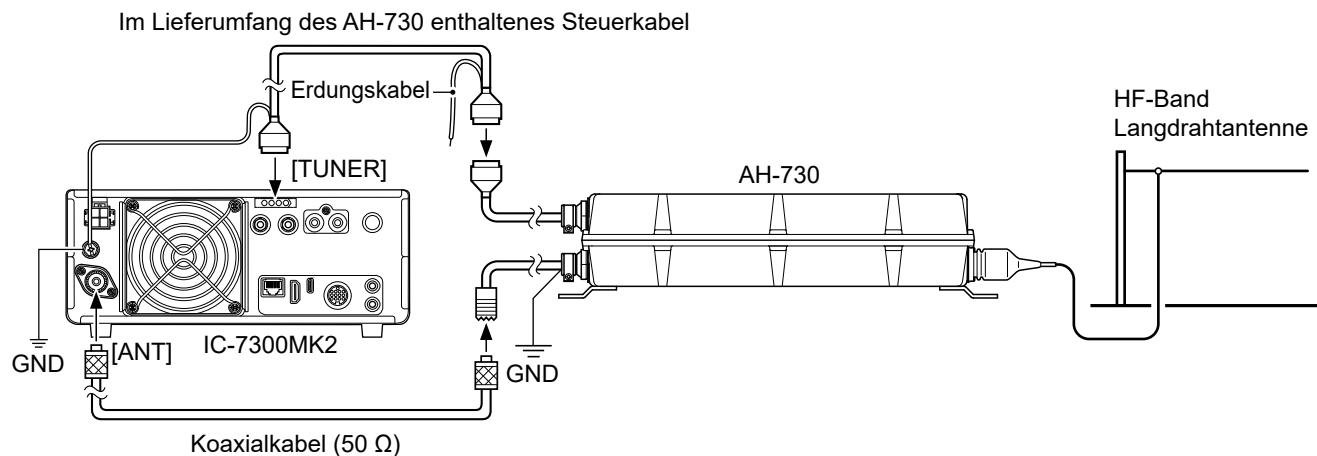 Im Lieferumfang des AH-730 enthaltenes Steuerkabel
Erdungskabel
HF-Band
Langdrahtantenne
[TUNER]
AH-730
GND
[ANT]
IC-7300MK2
GND
Koaxialkabel (50 Ω)